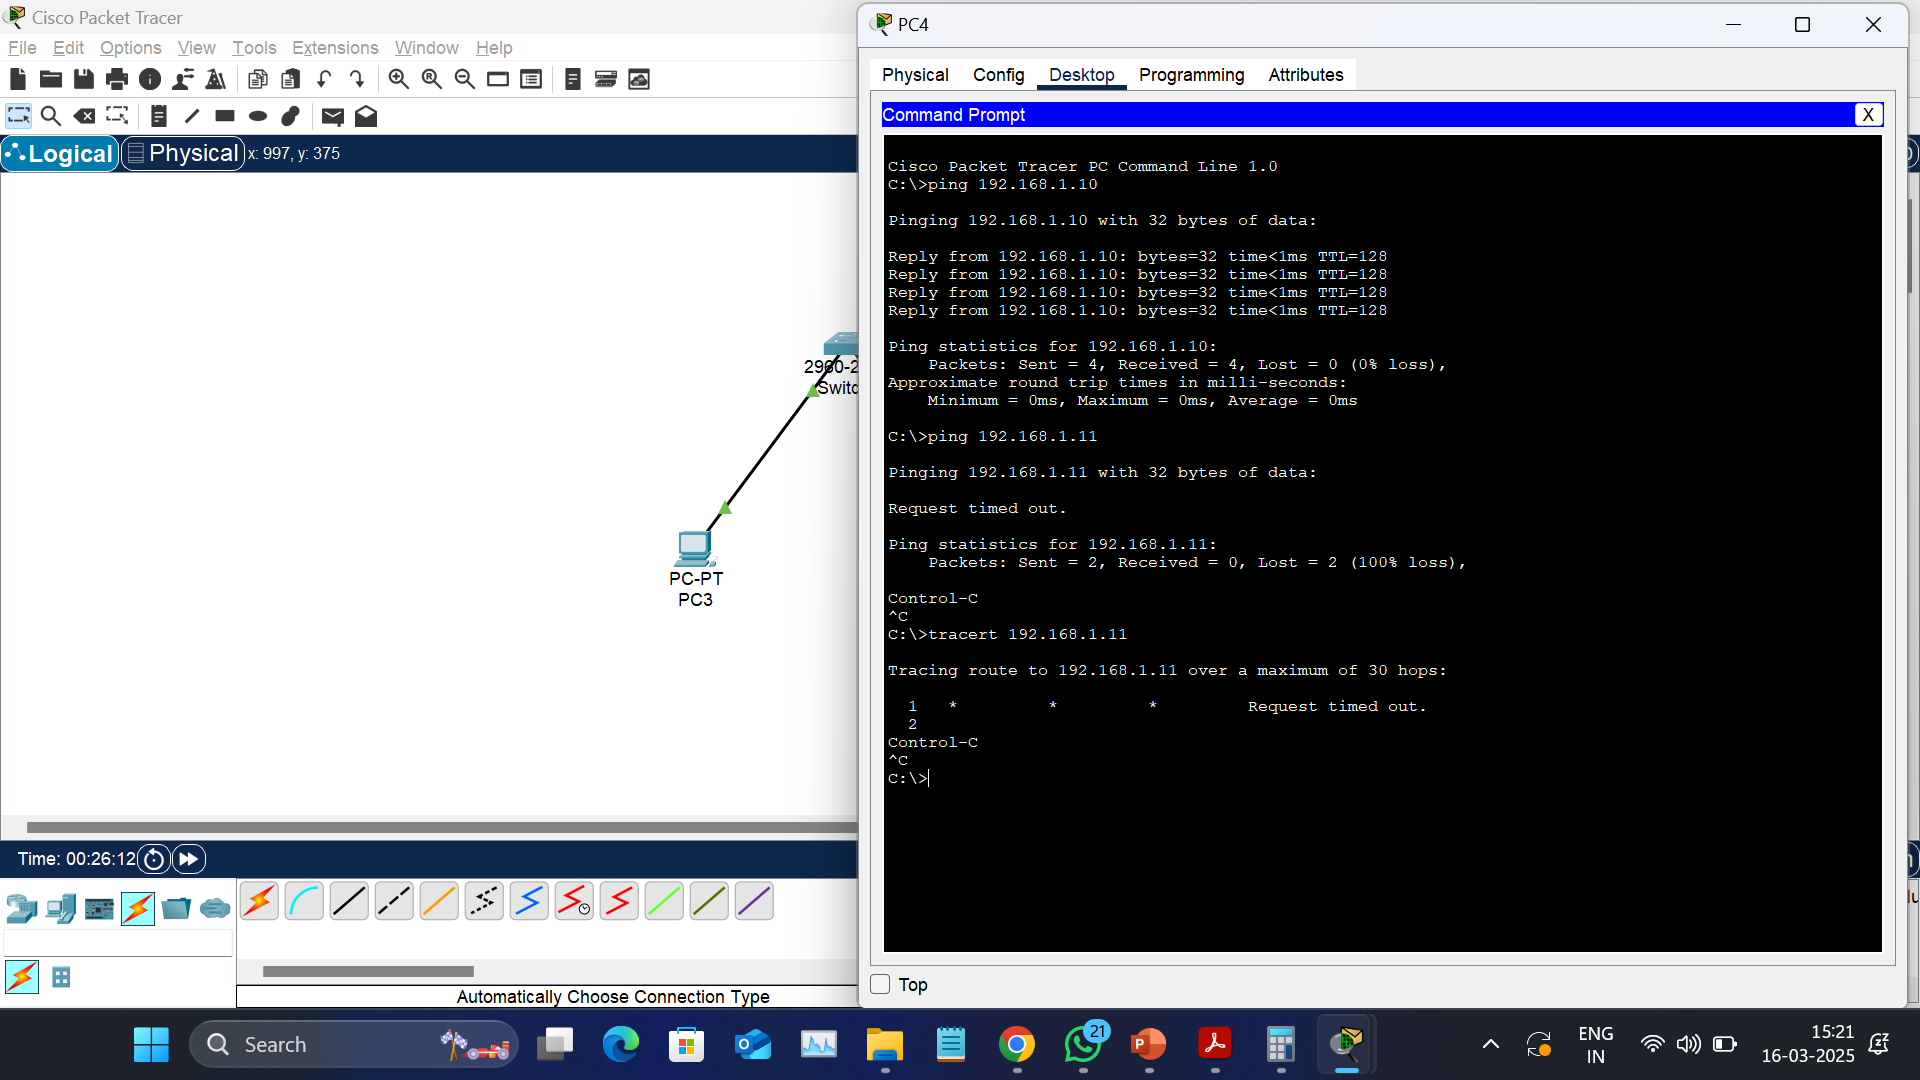 Cisco Packet Tracer
File Edit Options View Tools Extensions Window Help
Logical Physical x: 997, y: 375
2960-2
Switc
PC-PT
PC3
Time: 00:26:12
Automatically Choose Connection Type
PC4
Physical Config Desktop Programming Attributes
Command Prompt X
Cisco Packet Tracer PC Command Line 1.0
C:\>ping 192.168.1.10
Pinging 192.168.1.10 with 32 bytes of data:
Reply from 192.168.1.10: bytes=32 time<1ms TTL=128
Reply from 192.168.1.10: bytes=32 time<1ms TTL=128
Reply from 192.168.1.10: bytes=32 time<1ms TTL=128
Reply from 192.168.1.10: bytes=32 time<1ms TTL=128
Ping statistics for 192.168.1.10:
Packets: Sent = 4, Received = 4, Lost = 0 (0% loss),
Approximate round trip times in milli-seconds:
Minimum = 0ms, Maximum = 0ms, Average = 0ms
C:\>ping 192.168.1.11
Pinging 192.168.1.11 with 32 bytes of data:
Request timed out.
Ping statistics for 192.168.1.11:
Packets: Sent = 2, Received = 0, Lost = 2 (100% loss),
Control-C
^C
C:\>tracert 192.168.1.11
Tracing route to 192.168.1.11 over a maximum of 30 hops:
1 * * * Request timed out.
2
Control-C
^C
C:\>
Top
Search
21
ENG
IN
15:21
16-03-2025